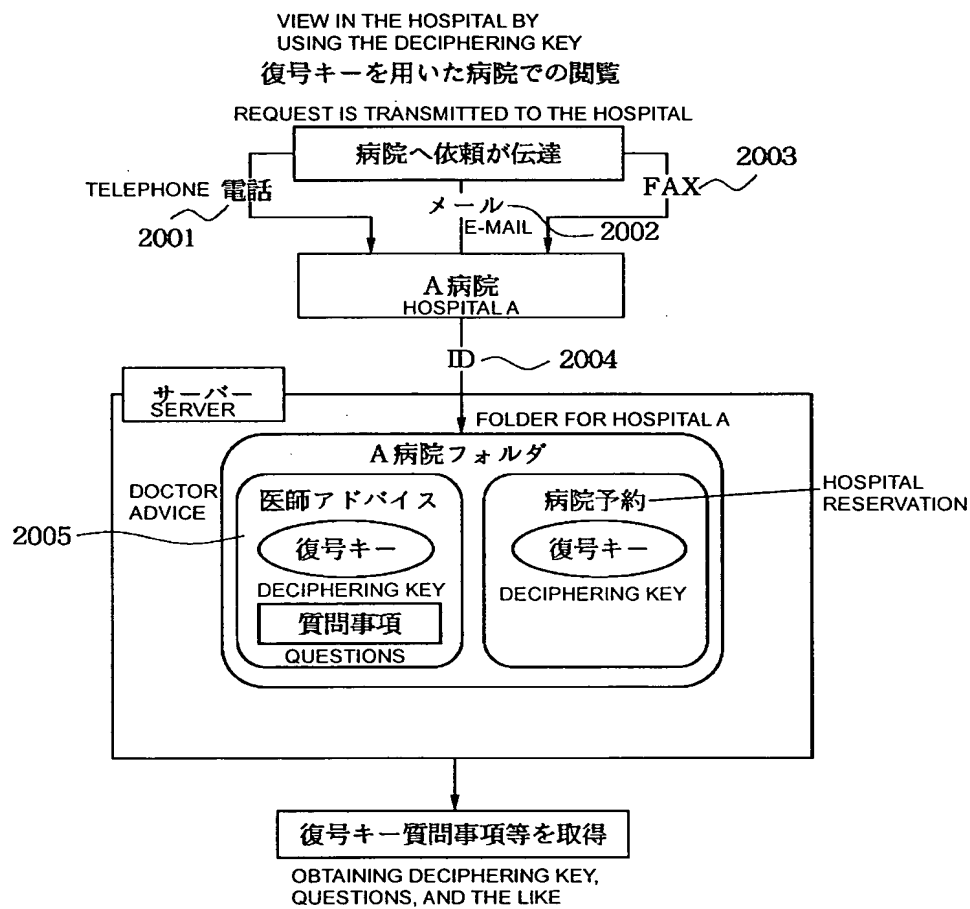 VIEW IN THE HOSPITAL BY
USING THE DECIPHERING KEY
復号キーを用いた病院での閲覧
REQUEST IS TRANSMITTED TO THE HOSPITAL
病院へ依頼が伝達
2003
FAX
TELEPHONE 電話
メール
E-MAIL
2002
2001
A病院
HOSPITAL A
ID
2004
サーバー
SERVER
FOLDER FOR HOSPITAL A
A病院フォルダ
DOCTOR
ADVICE
医師アドバイス
病院予約
HOSPITAL
RESERVATION
2005
復号キー
復号キー
DECIPHERING KEY
DECIPHERING KEY
質問事項
QUESTIONS
復号キー質問事項等を取得
OBTAINING DECIPHERING KEY,
QUESTIONS, AND THE LIKE